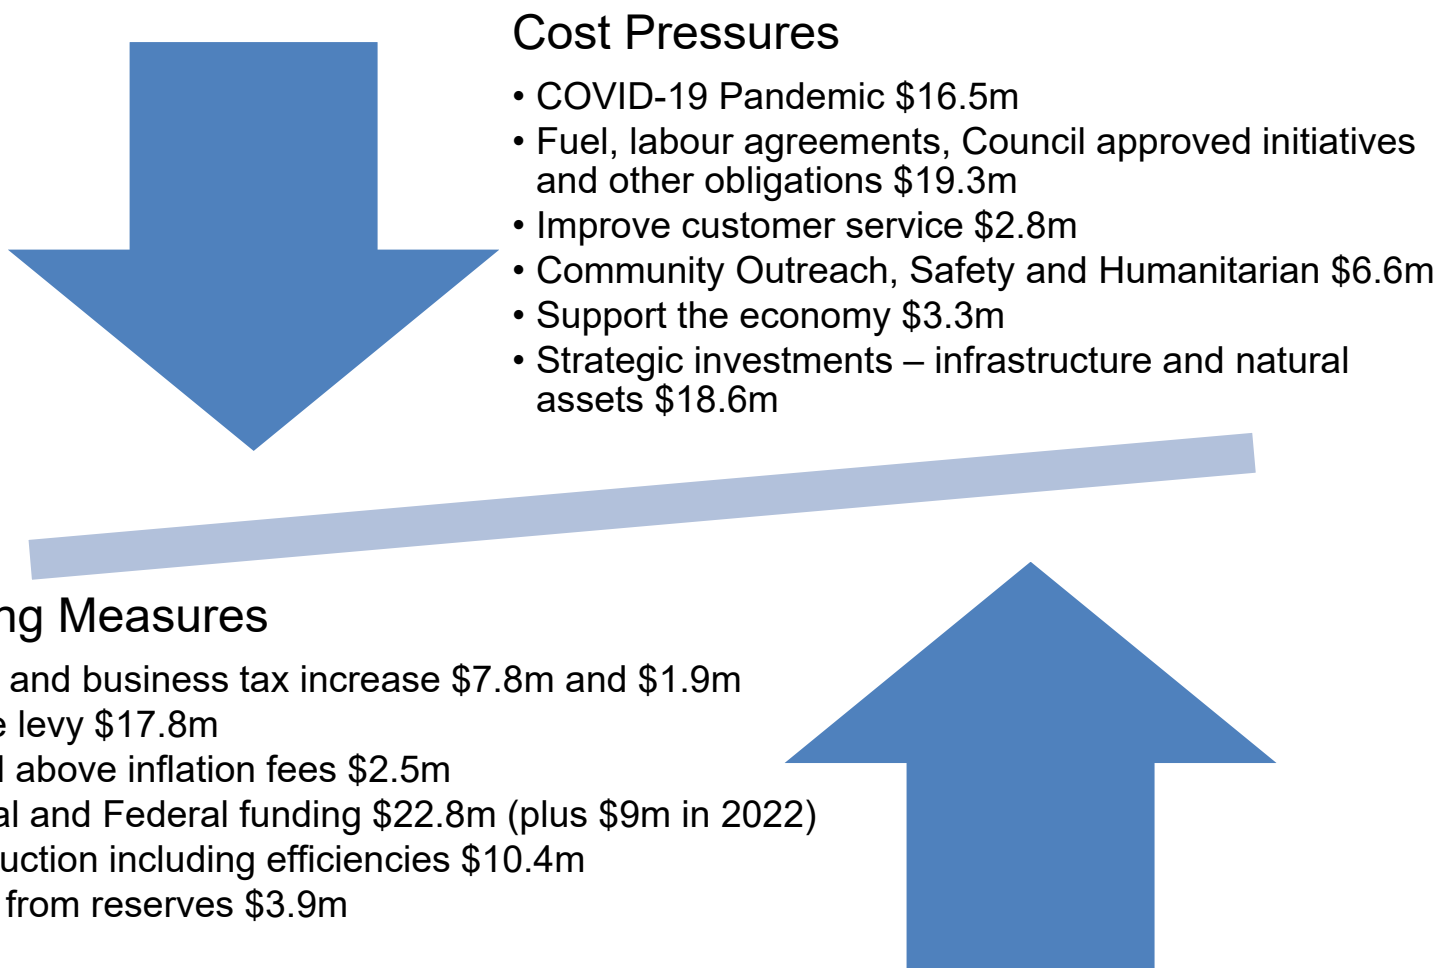 Cost Pressures
• COVID-19 Pandemic $16.5m
• Fuel, labour agreements, Council approved initiatives
and other obligations $19.3m
• Improve customer service $2.8m
• Community Outreach, Safety and Humanitarian $6.6m
• Support the economy $3.3m
• Strategic investments – infrastructure and natural
assets $18.6m
ng Measures
and business tax increase $7.8m and $1.9m
e levy $17.8m
above inflation fees $2.5m
al and Federal funding $22.8m (plus $9m in 2022)
uction including efficiencies $10.4m
from reserves $3.9m